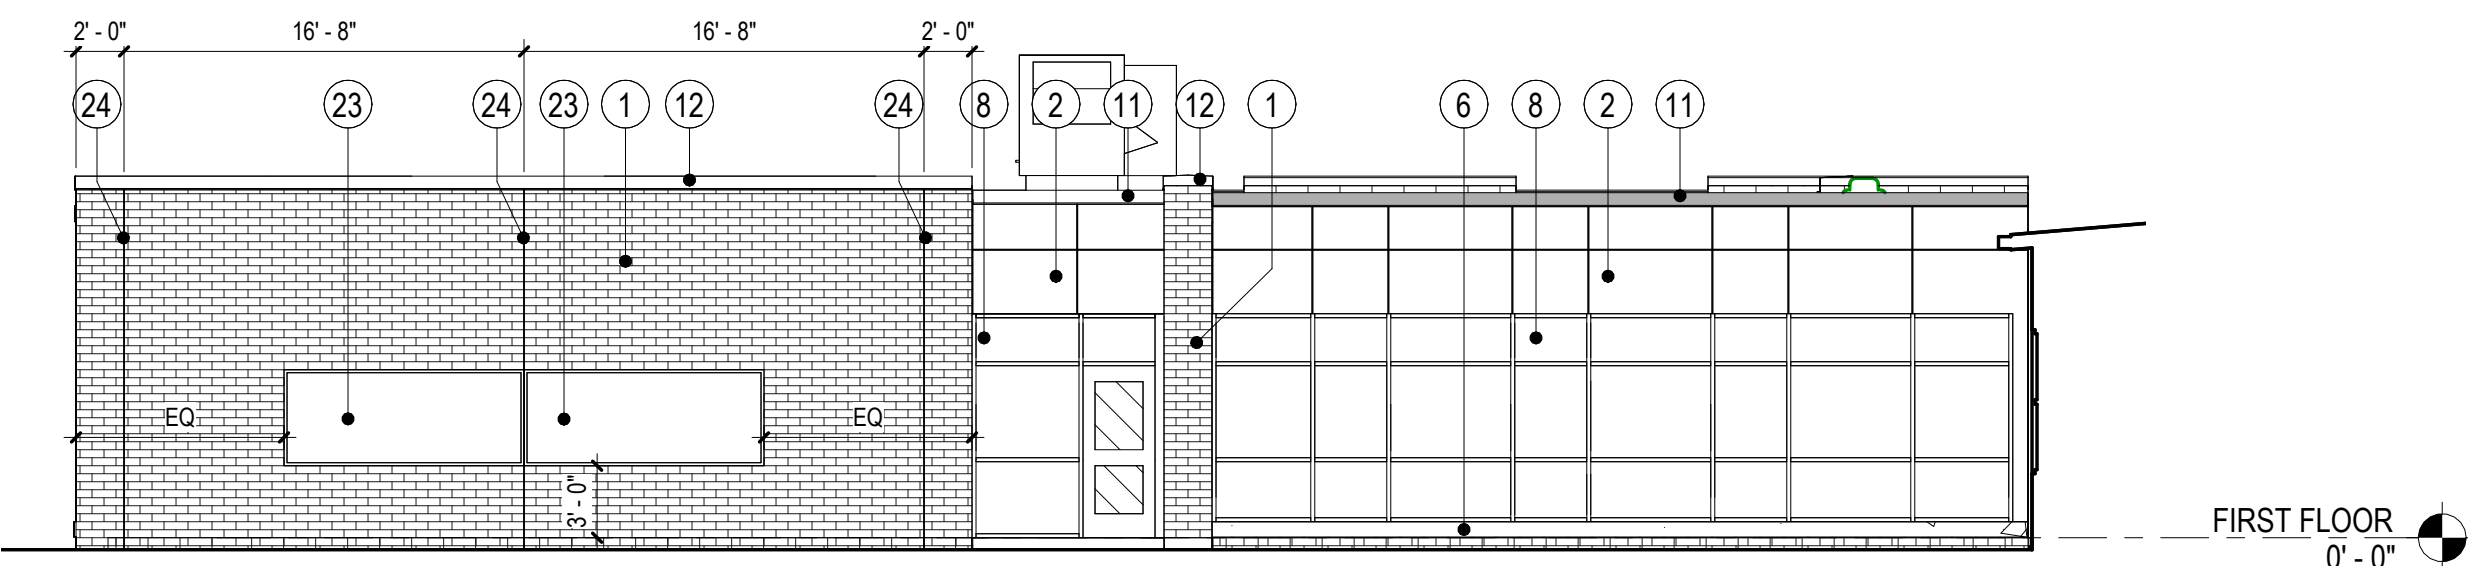 2' - 0" 16' - 8" 16' - 8" 2' - 0"
24 23 24 23 1 12 24 8 2 11 12 1 6 8 2 11
EQ EQ
3' - 0"
FIRST FLOOR
0' - 0"